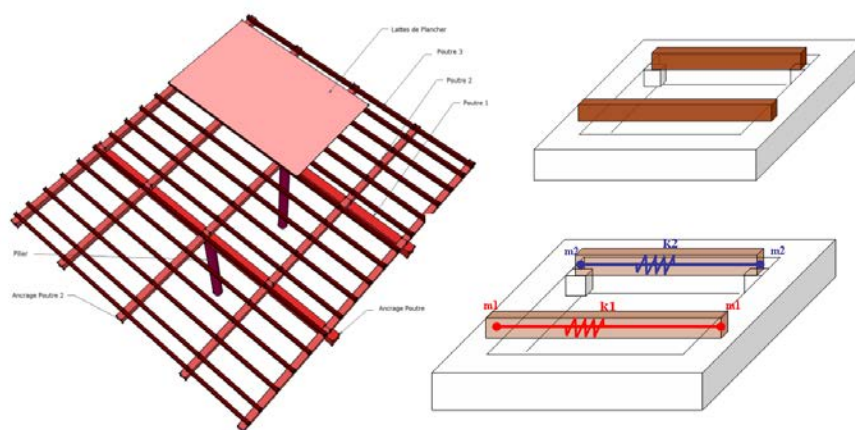 Lattes de Plancher
Poutre 3
Poutre 2
Poutre 1
Pilier
Ancrage Poutre 2
Ancrage Poutre
k2
m2
m2
m1
k1
m1